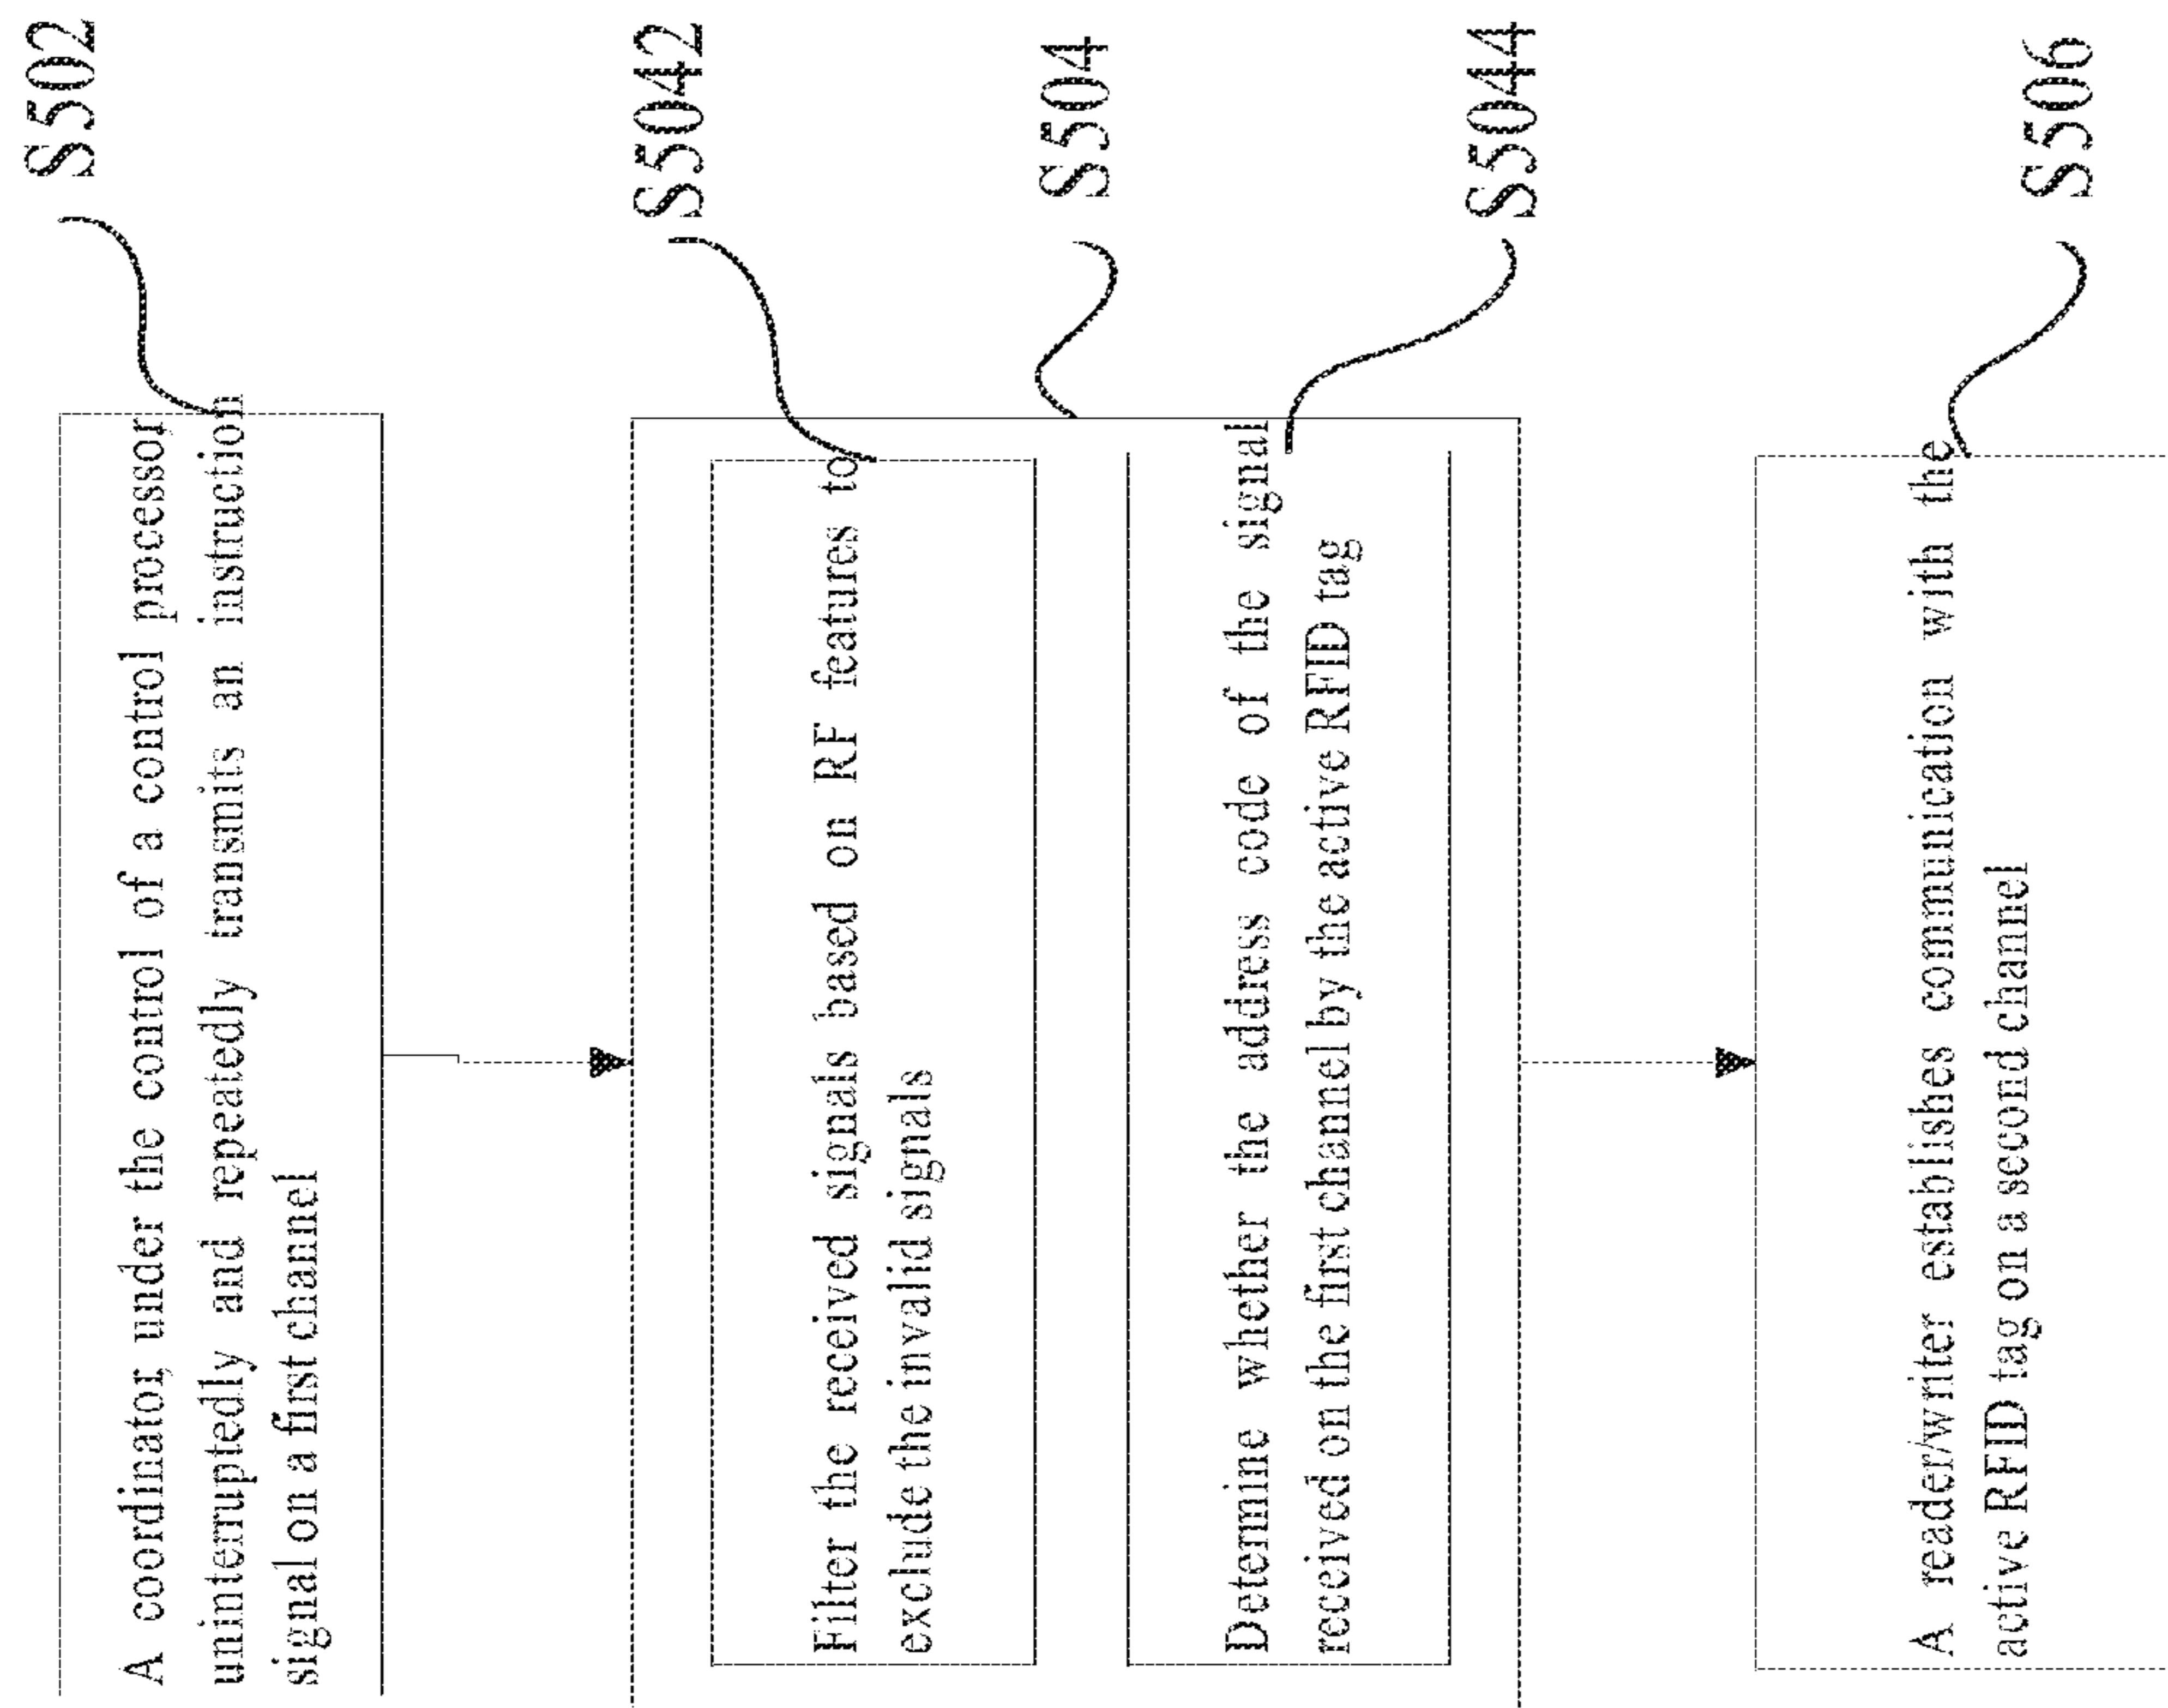 S502
A coordinator, under the control of a control processor,
uninterruptedly and repeatedly transmits an instruction
signal on a first channel
S5042
Filter the received signals based on RF features to
exclude the invalid signals
S504
S5044
Determine whether the address code of the signal
received on the first channel by the active RFID tag
S506
A reader/writer establishes communication with the
active RFID tag on a second channel